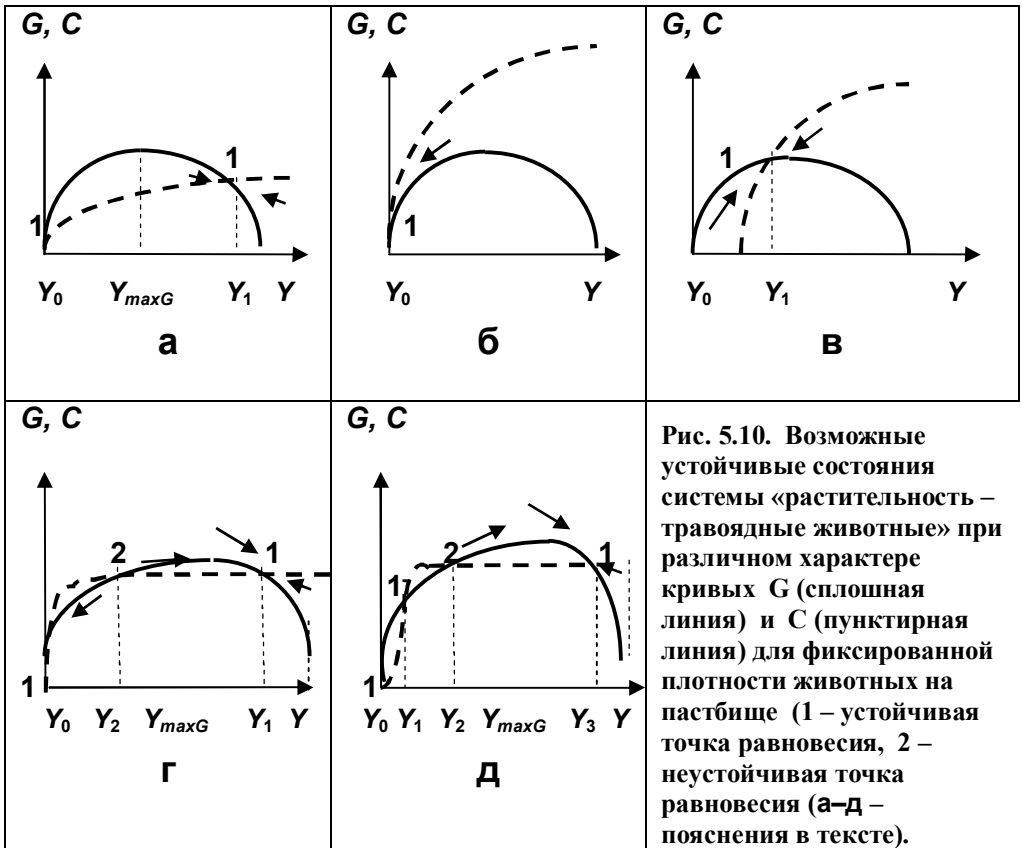 G, C
1
1
Y0 YmaxG Y1 Y
а
G, C
1
Y0 Y
б
G, C
1
Y0 Y1 Y
в
G, C
2 1
1
Y0 Y2 YmaxG Y1 Y
г
G, C
2 1
1
1
Y0 Y1 Y2 YmaxG Y3 Y
д
Рис. 5.10. Возможные
устойчивые состояния
системы «растительность –
травоядные животные» при
различном характере
кривых G (сплошная
линия) и С (пунктирная
линия) для фиксированной
плотности животных на
пастбище (1 – устойчивая
точка равновесия, 2 –
неустойчивая точка
равновесия (а–д –
пояснения в тексте).